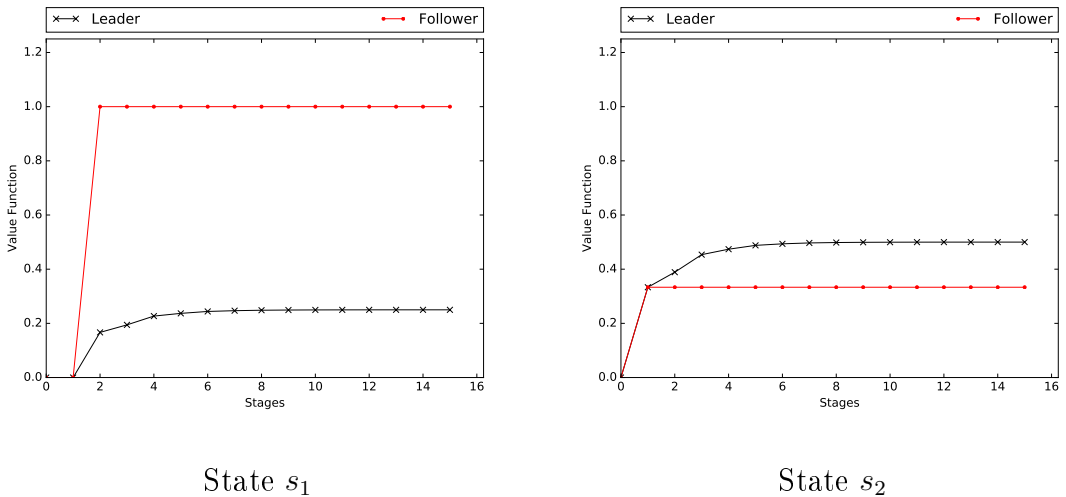 Leader Follower
1.2
1.0
0.8
0.6
0.4
0.2
0.0
Value Function
0 2 4 6 8 10 12 14 16
Stages
State s₁
Leader Follower
1.2
1.0
0.8
0.6
0.4
0.2
0.0
Value Function
0 2 4 6 8 10 12 14 16
Stages
State s₂